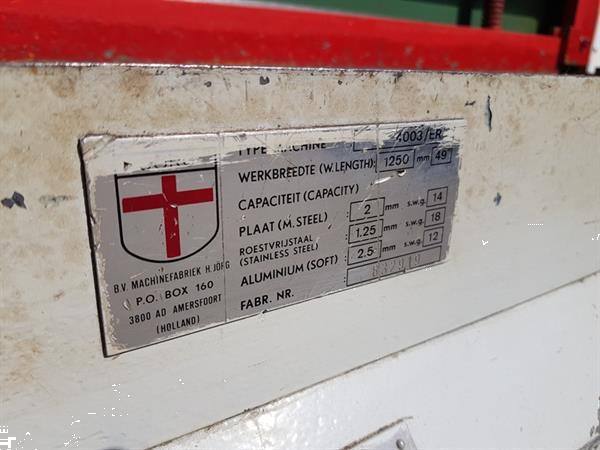 TYPE MACHINE 4003/ER
WERKBREEDTE (W.LENGTH): 1250 mm 49
CAPACITEIT (CAPACITY)
PLAAT (M. STEEL) 2 mm s.w.g. 14
ROESTVRIJSTAAL
(STAINLESS STEEL) 1.25 mm s.w.g. 18
ALUMINIUM (SOFT) 2.5 mm s.w.g. 12
FABR. NR. 832919
B.V. MACHINEFABRIEK H. JÖRG
P.O. BOX 160
3800 AD AMERSFOORT
(HOLLAND)